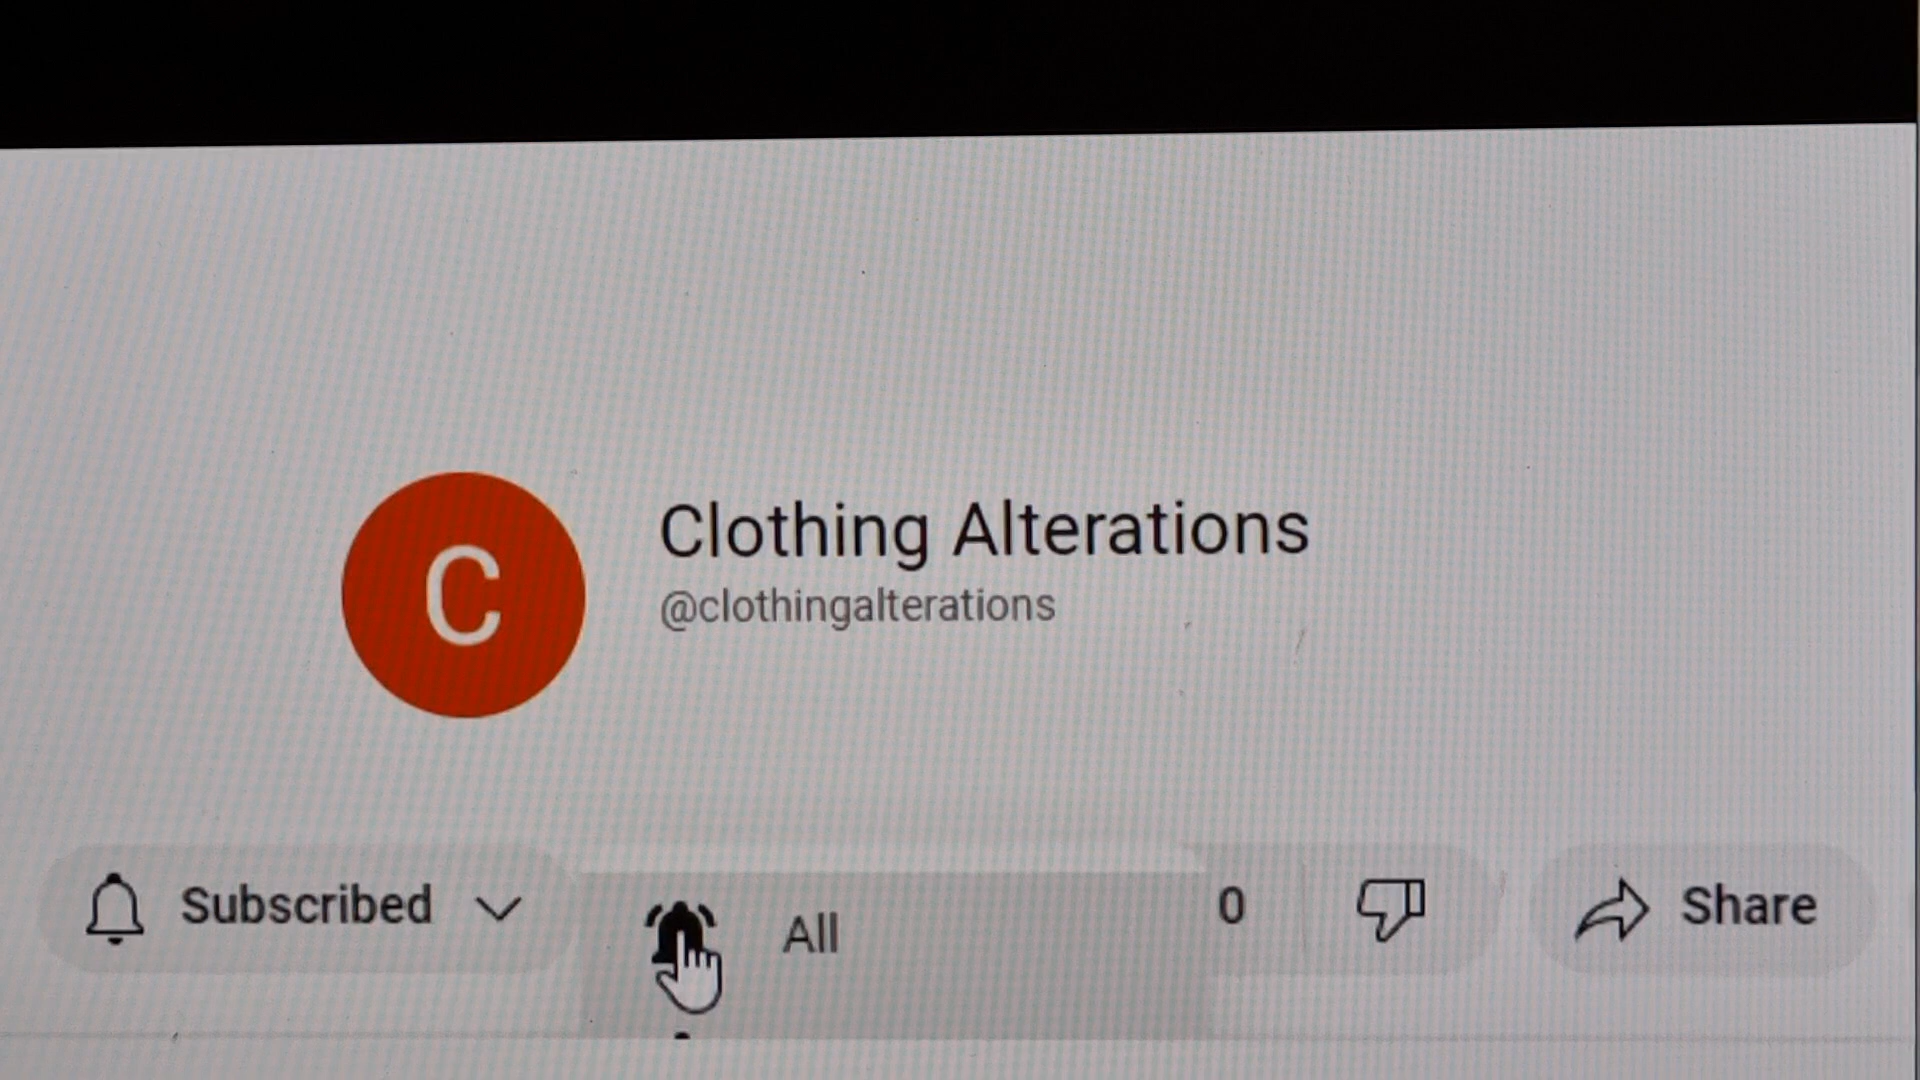 C
Clothing Alterations
@clothingalterations
Subscribed
All
0
Share